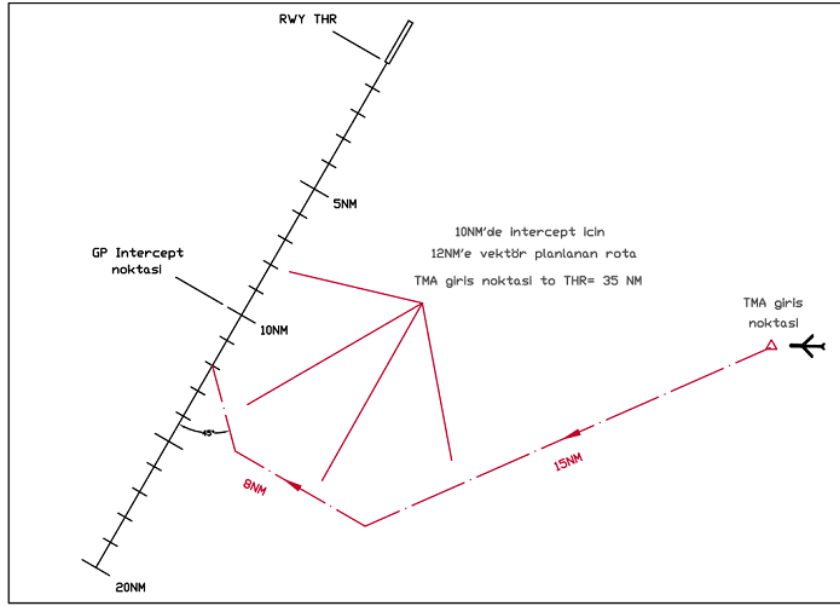 RWY THR
5NM
10NM'de intercept icin
12NM'e vektör planlanan rota
TMA giris noktasi to THR= 35 NM
GP Intercept
noktasi
TMA giris
noktasi
10NM
45°
15NM
8NM
20NM